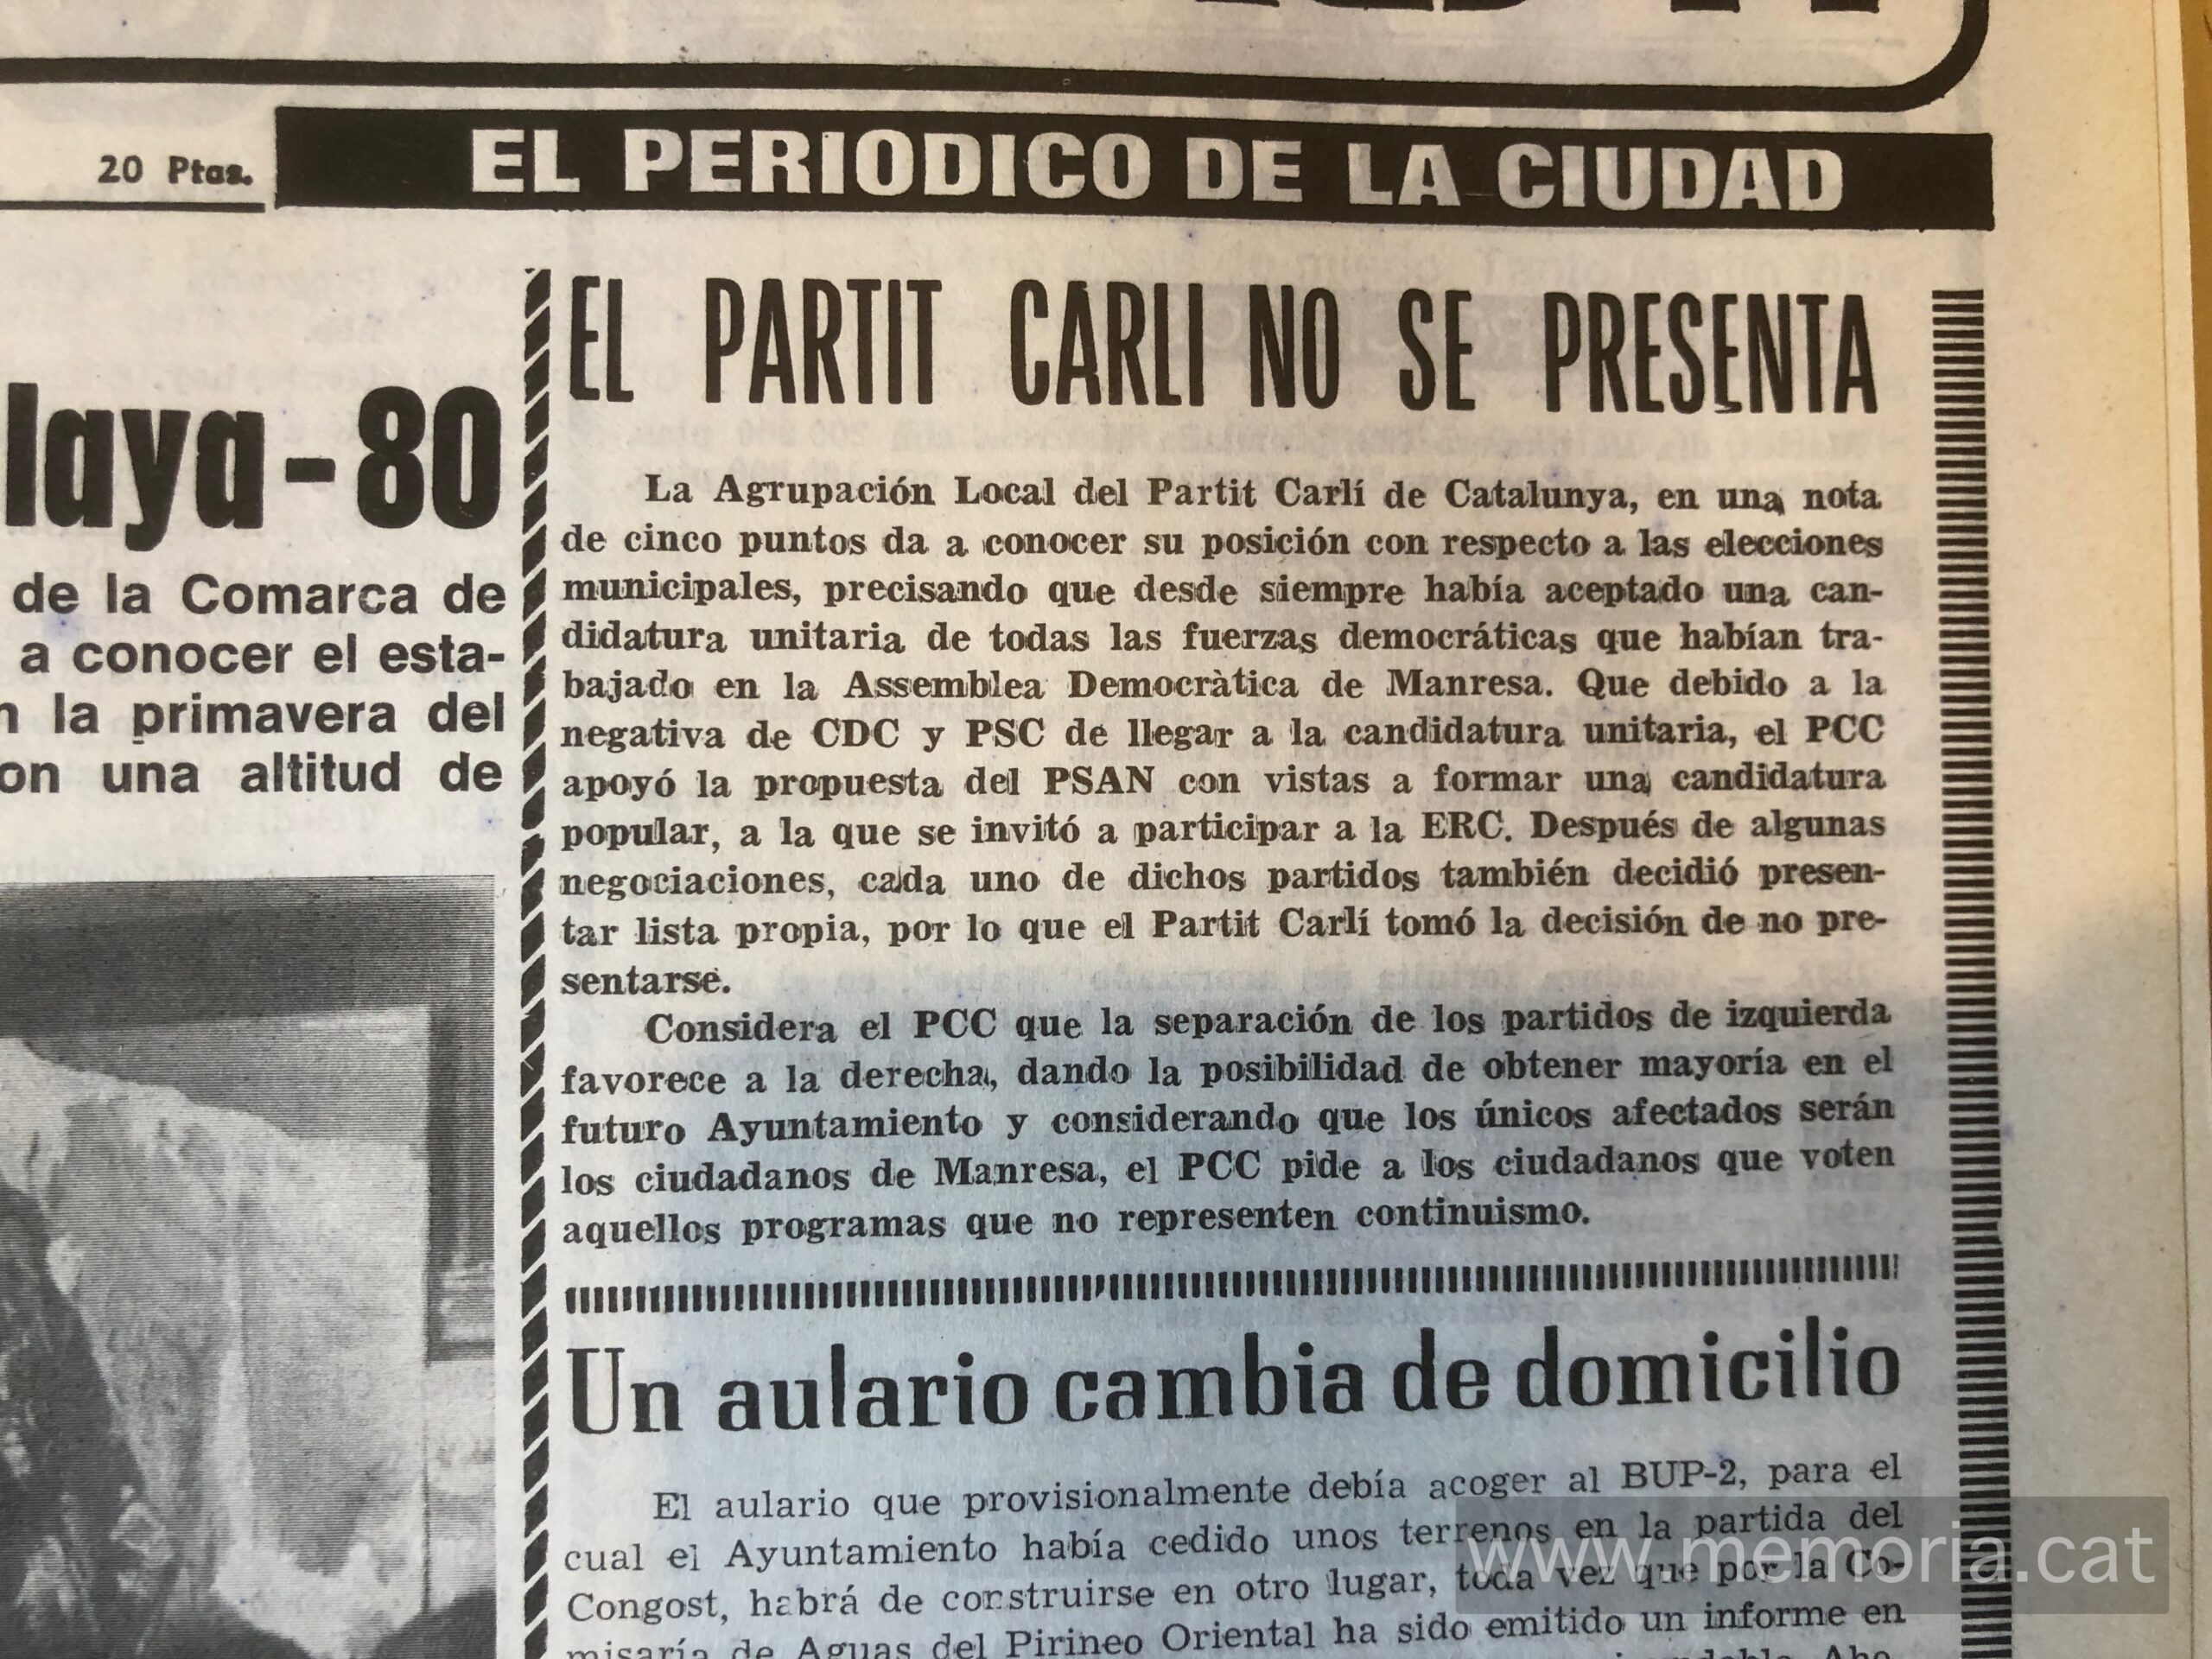 20 Ptas.
EL PERIODICO DE LA CIUDAD
laya-80
de la Comarca de
a conocer el esta-
la primavera del
on una altitud de
EL PARTIT CARLI NO SE PRESENTA
La Agrupación Local del Partit Carlí de Catalunya, en una nota
de cinco puntos da a conocer su posición con respecto a las elecciones
municipales, precisando que desde siempre había aceptado una can-
didatura unitaria de todas las fuerzas democráticas que habían tra-
bajado en la Assemblea Democràtica de Manresa. Que debido a la
negativa de CDC y PSC de llegar a la candidatura unitaria, el PCC
apoyó la propuesta del PSAN con vistas a formar una candidatura
popular, a la que se invitó a participar a la ERC. Después de algunas
negociaciones, cada uno de dichos partidos también decidió presen-
tar lista propia, por lo que el Partit Carlí tomó la decisión de no pre-
sentarse.
Considera el PCC que la separación de los partidos de izquierda
favorece a la derecha, dando la posibilidad de obtener mayoría en el
futuro Ayuntamiento y considerando que los únicos afectados serán
los ciudadanos de Manresa, el PCC pide a los ciudadanos que voten
aquellos programas que no representen continuismo.
Un aulario cambia de domicilio
El aulario que provisionalmente debía acoger al BUP-2, para el
cual el Ayuntamiento había cedido unos terrenos en la partida del
Congost, habrá de construirse en otro lugar, toda vez que por la Co-
misaría de Aguas del Pirineo Oriental ha sido emitido un informe en
www.memoria.cat